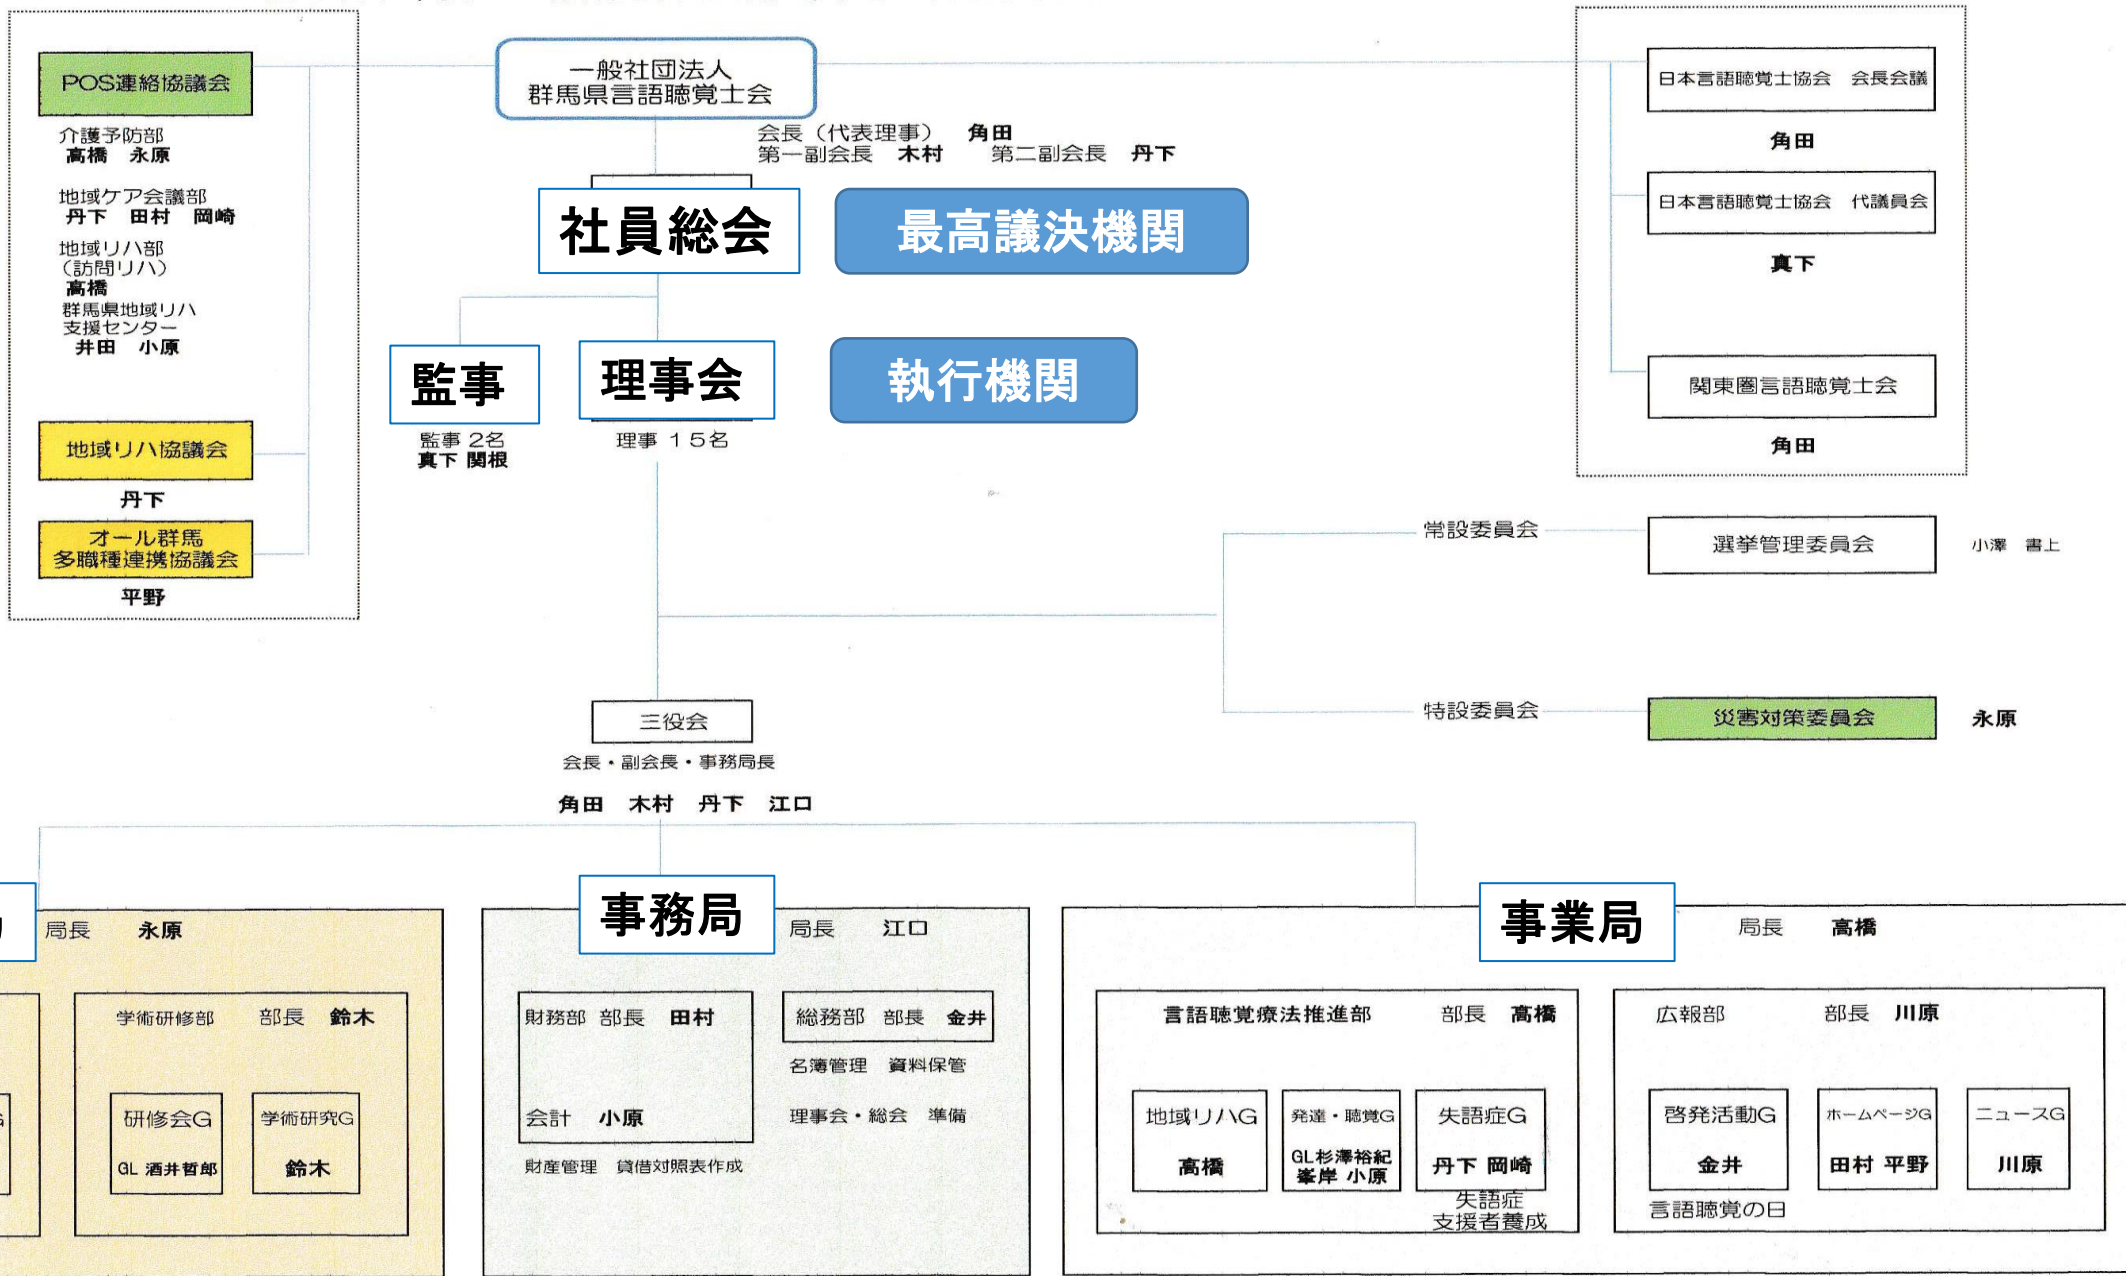 一般社団法人
群馬県言語聴覚士会
会長（代表理事）　角田
第一副会長　木村　　第二副会長　丹下
社員総会
最高議決機関
監事
理事会
執行機関
監事 2名
真下 関根
理事 １５名
POS連絡協議会
介護予防部
高橋　永原
地域ケア会議部
丹下　田村　岡崎
地域リハ部
（訪問リハ）
高橋
群馬県地域リハ
支援センター
井田　小原
地域リハ協議会
丹下
オール群馬
多職種連携協議会
平野
日本言語聴覚士協会　会長会議
角田
日本言語聴覚士協会　代議員会
真下
関東圏言語聴覚士会
角田
常設委員会
選挙管理委員会
小澤　書上
特設委員会
災害対策委員会
永原
三役会
会長・副会長・事務局長
角田　木村　丹下　江口
局長　永原
学術研修部　部長　鈴木
研修会G
GL 酒井哲郎
学術研究G
鈴木
事務局
局長　江口
財務部 部長　田村
会計　小原
財産管理　貸借対照表作成
総務部 部長　金井
名簿管理　資料保管
理事会・総会　準備
事業局
局長　高橋
言語聴覚療法推進部　部長　高橋
地域リハG
高橋
発達・聴覚G
GL杉澤裕紀
峯岸 小原
失語症G
丹下 岡崎
失語症
支援者養成
広報部　部長　川原
啓発活動G
金井
言語聴覚の日
ホームページG
田村 平野
ニュースG
川原